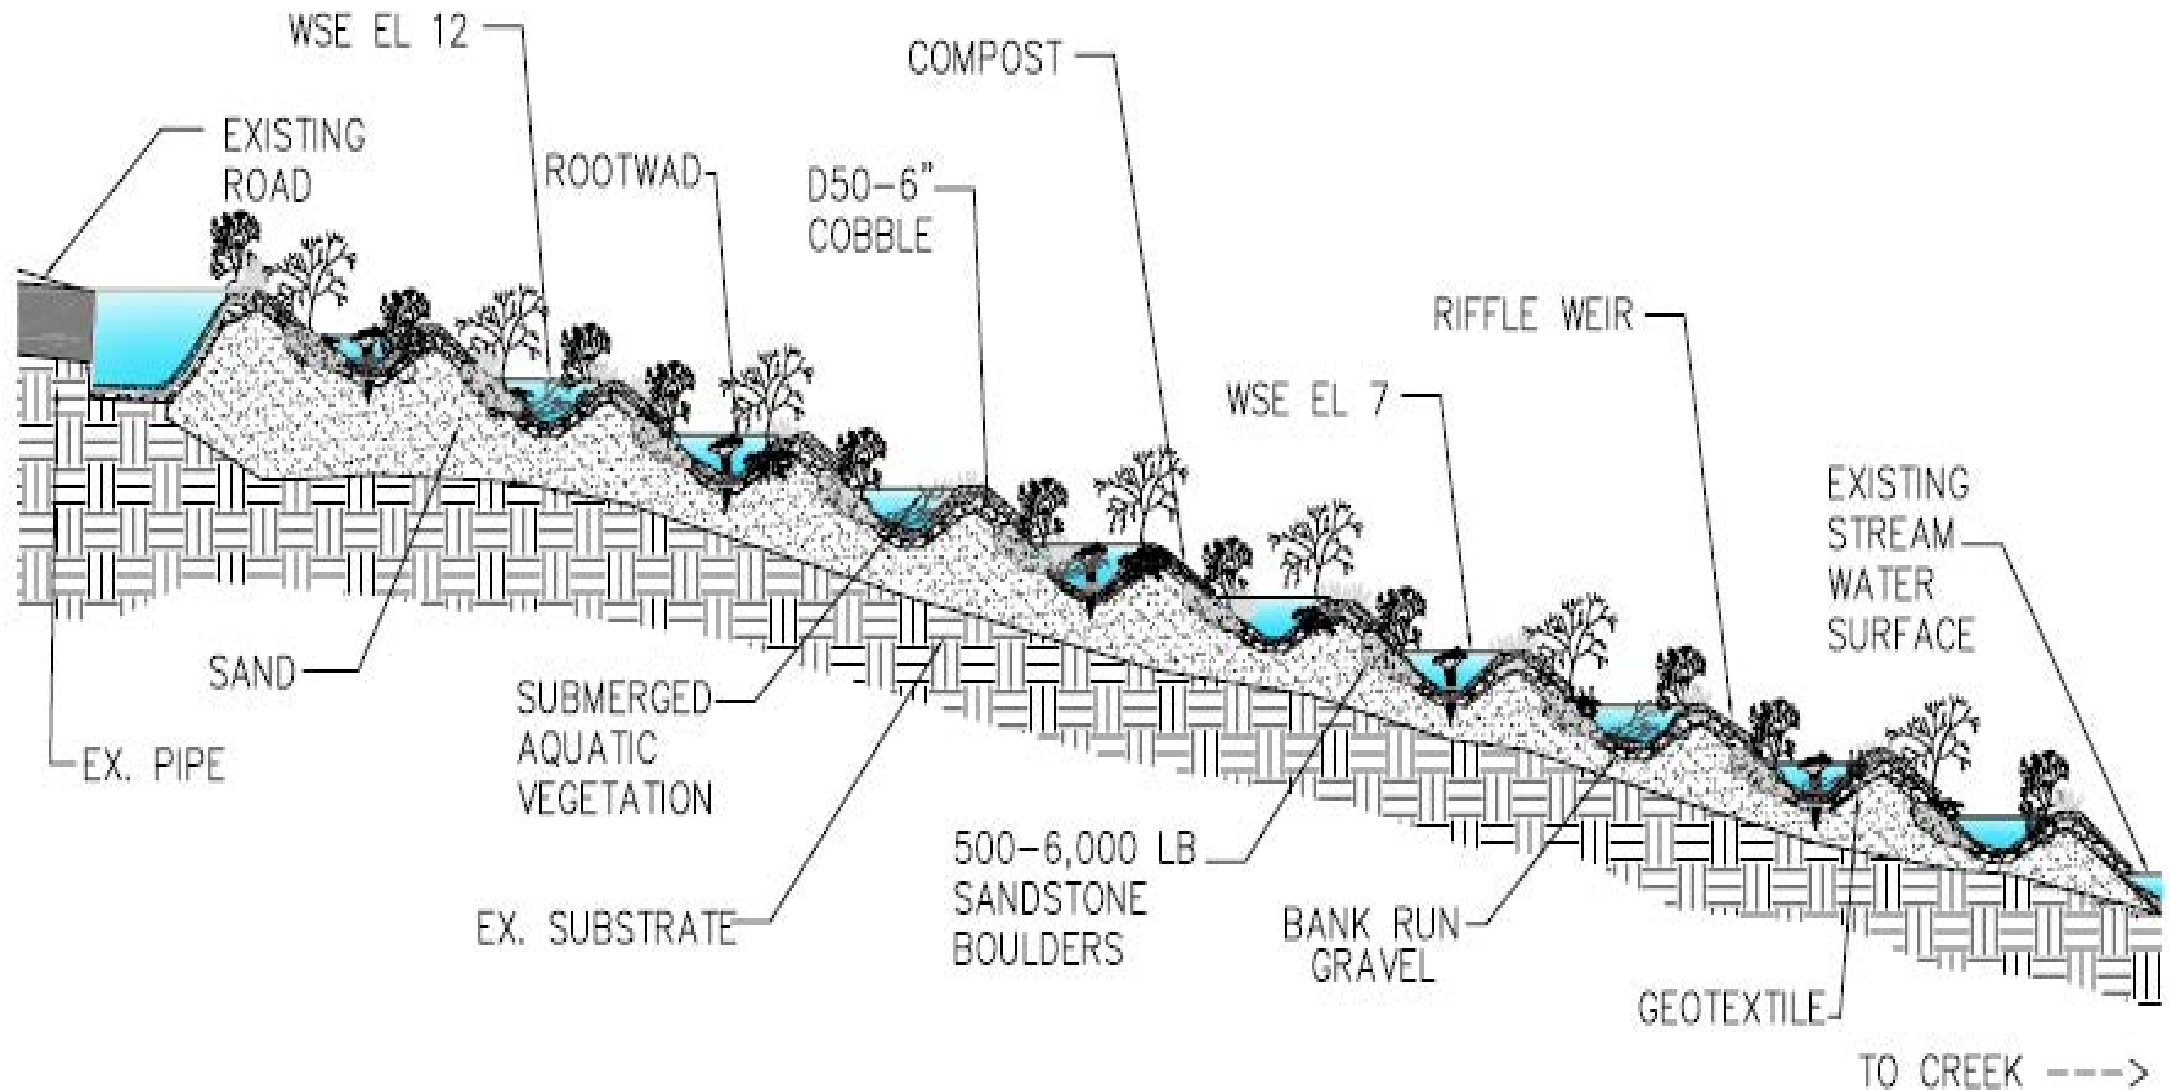 WSE EL 12
COMPOST
EXISTING
ROAD
ROOTWAD
D50-6"
COBBLE
RIFFLE WEIR
WSE EL 7
EXISTING
STREAM
WATER
SURFACE
SAND
SUBMERGED
AQUATIC
VEGETATION
EX. PIPE
500-6,000 LB
SANDSTONE
BOULDERS
EX. SUBSTRATE
BANK RUN
GRAVEL
GEOTEXTILE
TO CREEK --->